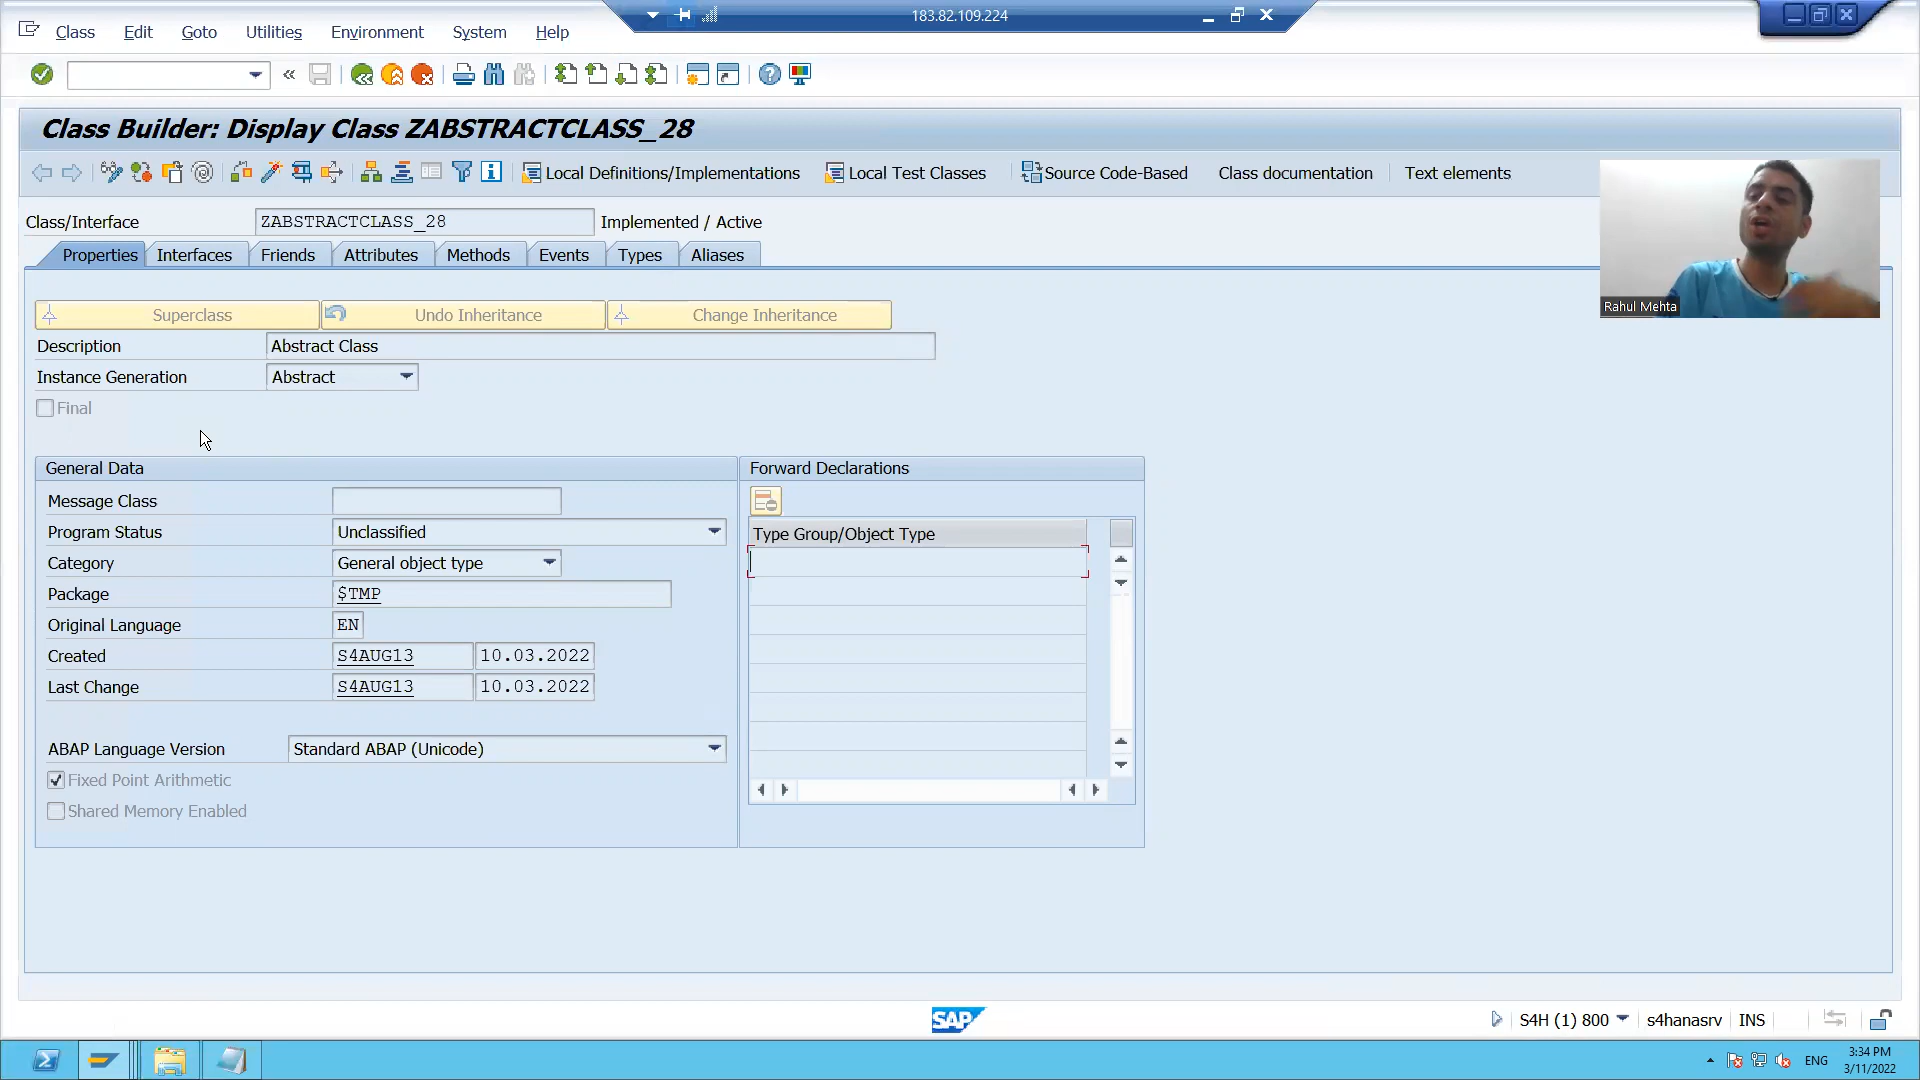 183.82.109.224
Class Edit Goto Utilities Environment System Help
Class Builder: Display Class ZABSTRACTCLASS_28
Local Definitions/Implementations Local Test Classes Source Code-Based Class documentation Text elements
Class/Interface ZABSTRACTCLASS_28 Implemented / Active
Properties Interfaces Friends Attributes Methods Events Types Aliases
Superclass Undo Inheritance Change Inheritance
Rahul Mehta
Description Abstract Class
Instance Generation Abstract
Final
General Data
Message Class
Program Status Unclassified
Category General object type
Package $TMP
Original Language EN
Created S4AUG13 10.03.2022
Last Change S4AUG13 10.03.2022
ABAP Language Version Standard ABAP (Unicode)
Fixed Point Arithmetic
Shared Memory Enabled
Forward Declarations
Type Group/Object Type
SAP
S4H (1) 800 s4hanasrv INS
ENG
3:34 PM
3/11/2022